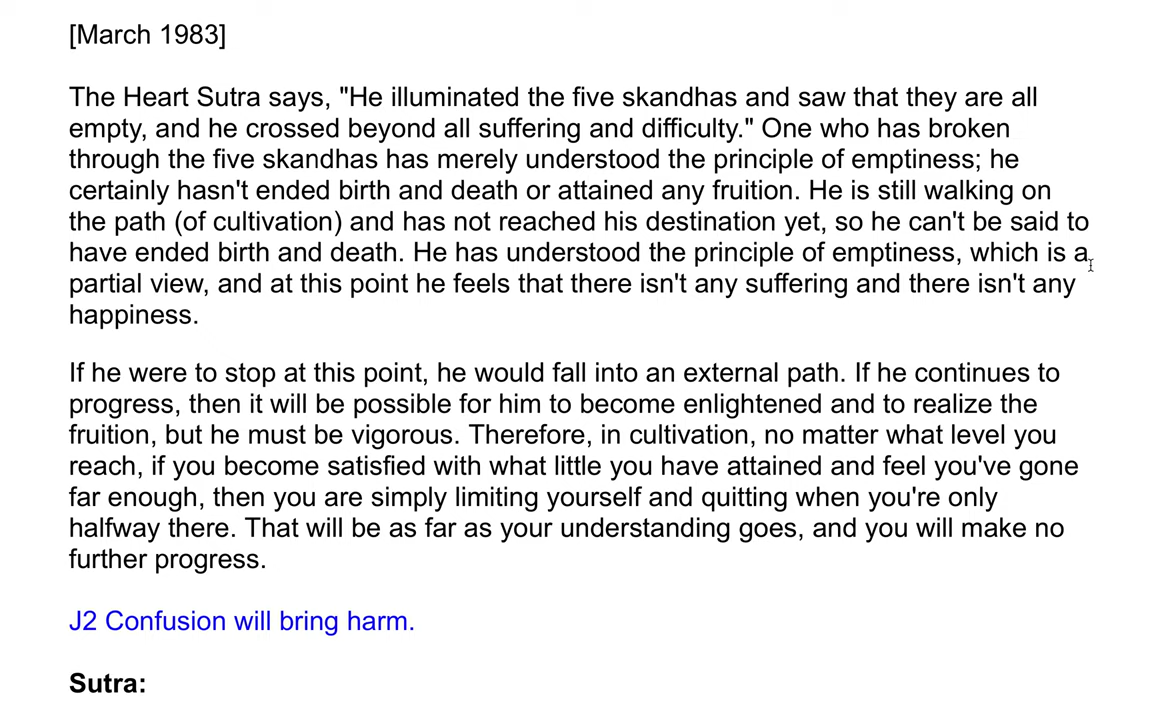 [March 1983]
The Heart Sutra says, "He illuminated the five skandhas and saw that they are all
empty, and he crossed beyond all suffering and difficulty." One who has broken
through the five skandhas has merely understood the principle of emptiness; he
certainly hasn't ended birth and death or attained any fruition. He is still walking on
the path (of cultivation) and has not reached his destination yet, so he can't be said to
have ended birth and death. He has understood the principle of emptiness, which is a
partial view, and at this point he feels that there isn't any suffering and there isn't any
happiness.
If he were to stop at this point, he would fall into an external path. If he continues to
progress, then it will be possible for him to become enlightened and to realize the
fruition, but he must be vigorous. Therefore, in cultivation, no matter what level you
reach, if you become satisfied with what little you have attained and feel you've gone
far enough, then you are simply limiting yourself and quitting when you're only
halfway there. That will be as far as your understanding goes, and you will make no
further progress.
J2 Confusion will bring harm.
Sutra: